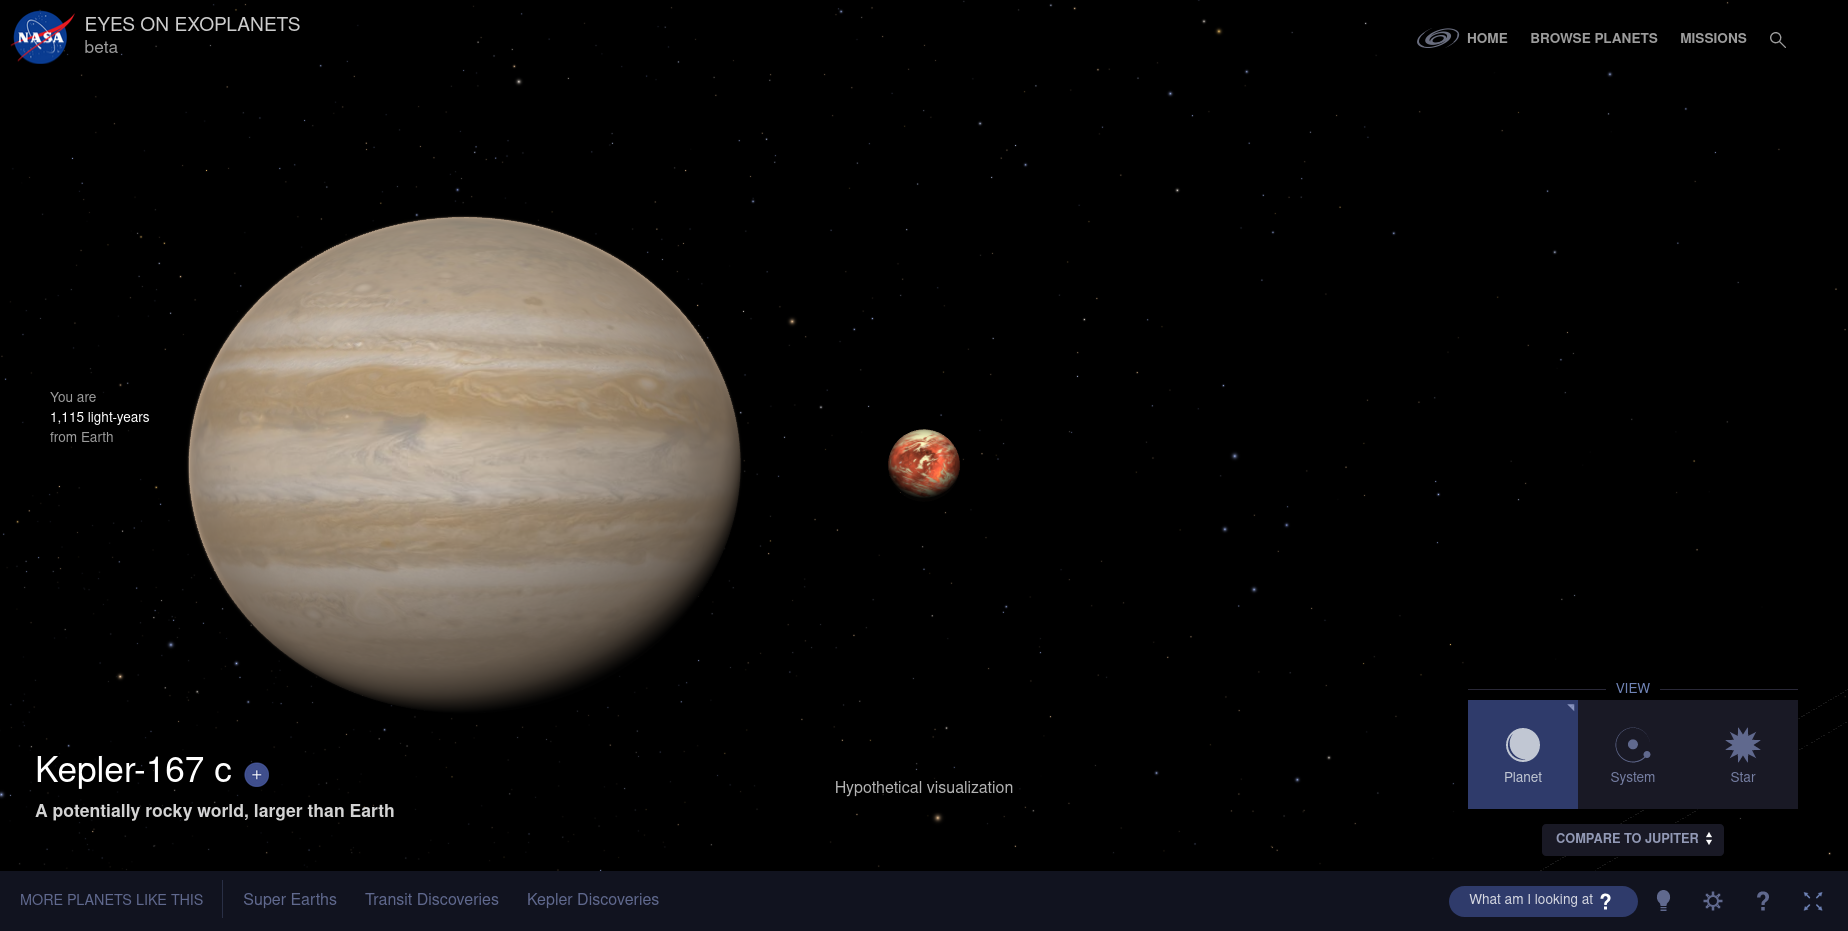 NASA
EYES ON EXOPLANETS
beta
HOME
BROWSE PLANETS
MISSIONS
You are
1,115 light-years
from Earth
Kepler-167 c +
A potentially rocky world, larger than Earth
Hypothetical visualization
VIEW
Planet
System
Star
COMPARE TO JUPITER
MORE PLANETS LIKE THIS
Super Earths
Transit Discoveries
Kepler Discoveries
What am I looking at ?
?